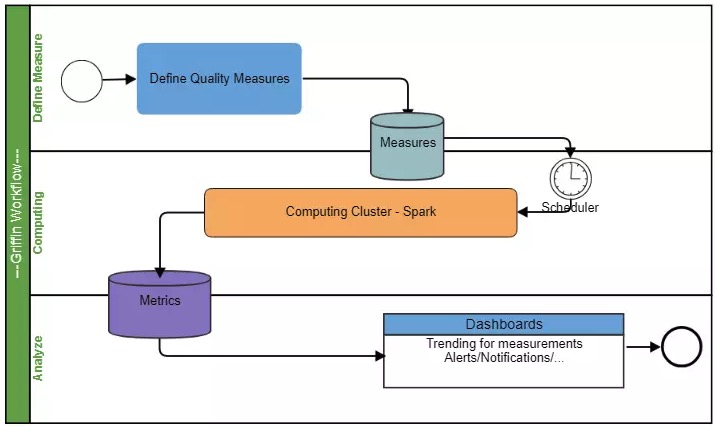 ---Griffin Workflow---
Define Measure
Define Quality Measures
Measures
Scheduler
Computing
Computing Cluster - Spark
Metrics
Analyze
Dashboards
Trending for measurements
Alerts/Notifications/...